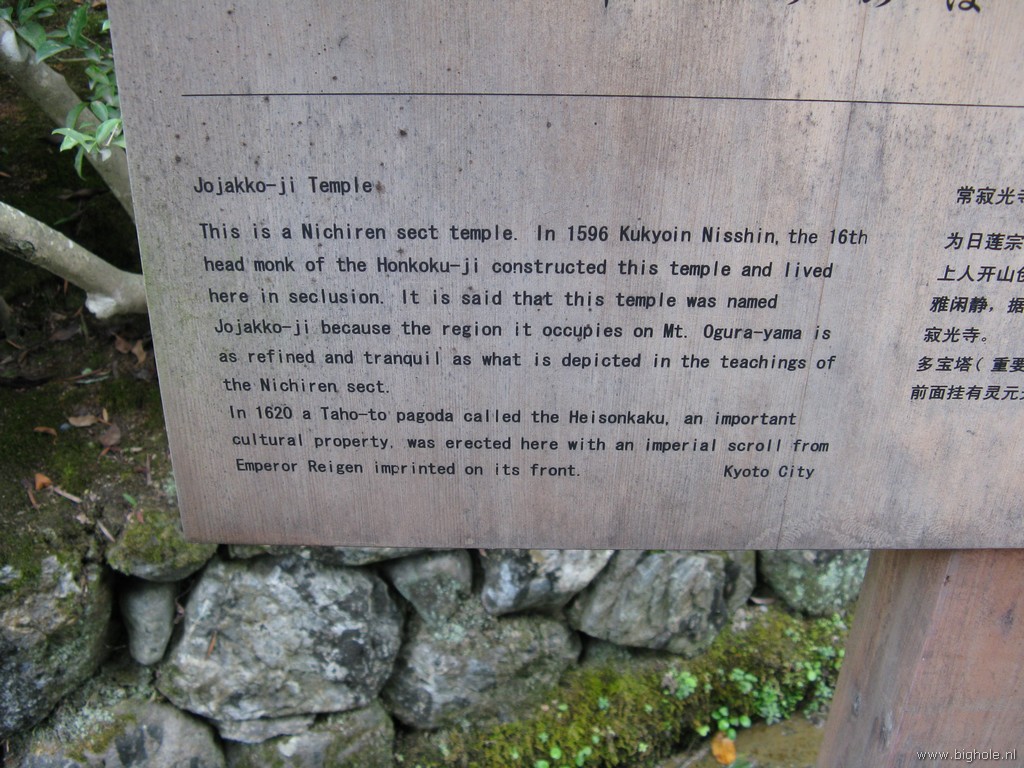 は
Jojakko-ji Temple
This is a Nichiren sect temple. In 1596 Kukyoin Nisshin, the 16th
head monk of the Honkoku-ji constructed this temple and lived
here in seclusion. It is said that this temple was named
Jojakko-ji because the region it occupies on Mt. Ogura-yama is
as refined and tranquil as what is depicted in the teachings of
the Nichiren sect.
In 1620 a Taho-to pagoda called the Heisonkaku, an important
cultural property, was erected here with an imperial scroll from
Emperor Reigen imprinted on its front.
Kyoto City
常寂光寺
为日莲宗
上人开山
雅闲静，据
寂光寺。
多宝塔（重要
前面挂有灵元
www.bighole.nl